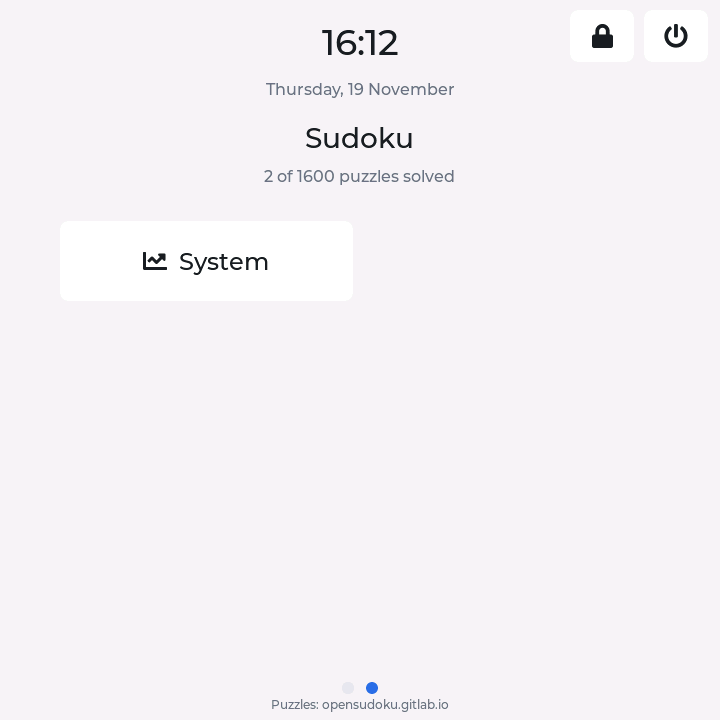 16:12
Thursday, 19 November
Sudoku
2 of 1600 puzzles solved
System
Puzzles: opensudoku.gitlab.io